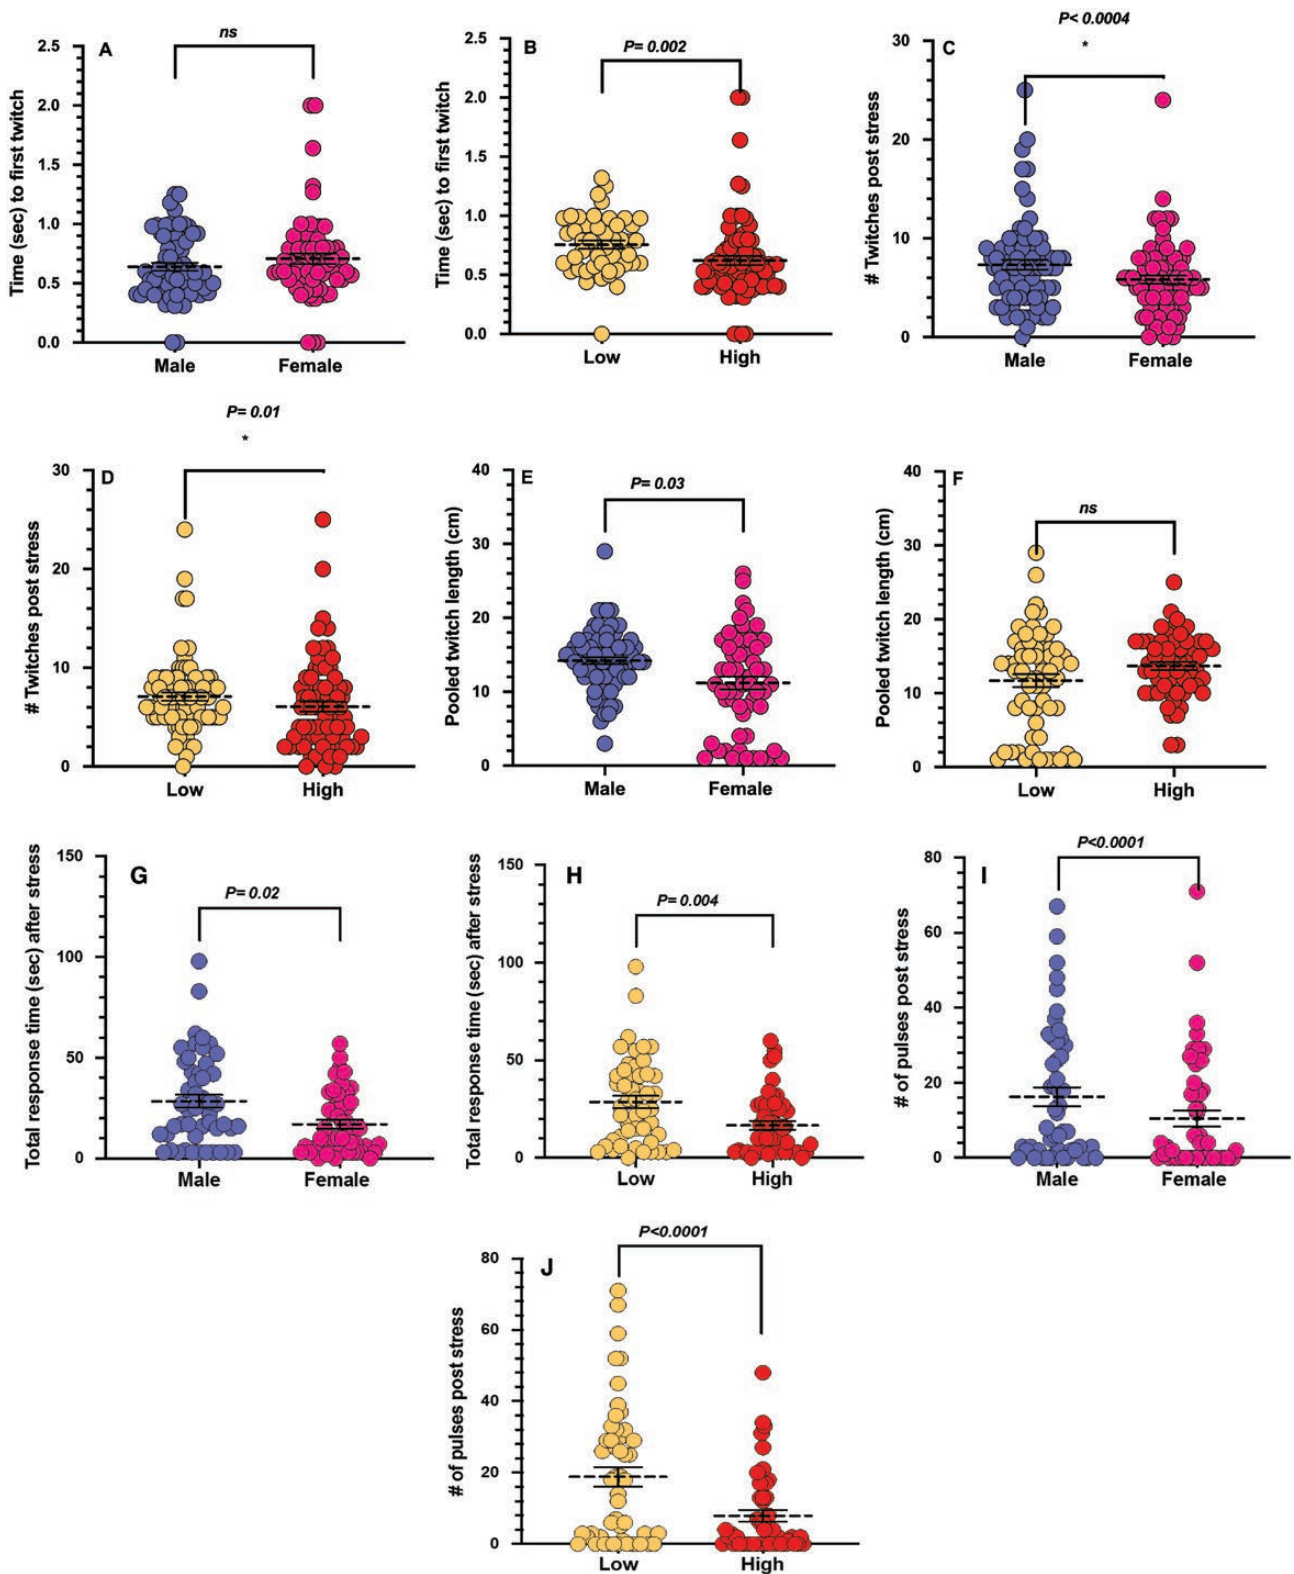 A
ns
Time (sec) to first twitch
2.5
2.0
1.5
1.0
0.5
0.0
Male
Female
B
P= 0.002
Time (sec) to first twitch
2.5
2.0
1.5
1.0
0.5
0.0
Low
High
P< 0.0004
*
C
# Twitches post stress
30
20
10
0
Male
Female
P= 0.01
*
D
# Twitches post stress
30
20
10
0
Low
High
E
P= 0.03
Pooled twitch length (cm)
40
30
20
10
0
Male
Female
F
ns
Pooled twitch length (cm)
40
30
20
10
0
Low
High
G
P= 0.02
Total response time (sec) after stress
150
100
50
0
Male
Female
H
P= 0.004
Total response time (sec) after stress
150
100
50
0
Low
High
P<0.0001
I
# of pulses post stress
80
60
40
20
0
Male
Female
P<0.0001
J
# of pulses post stress
80
60
40
20
0
Low
High